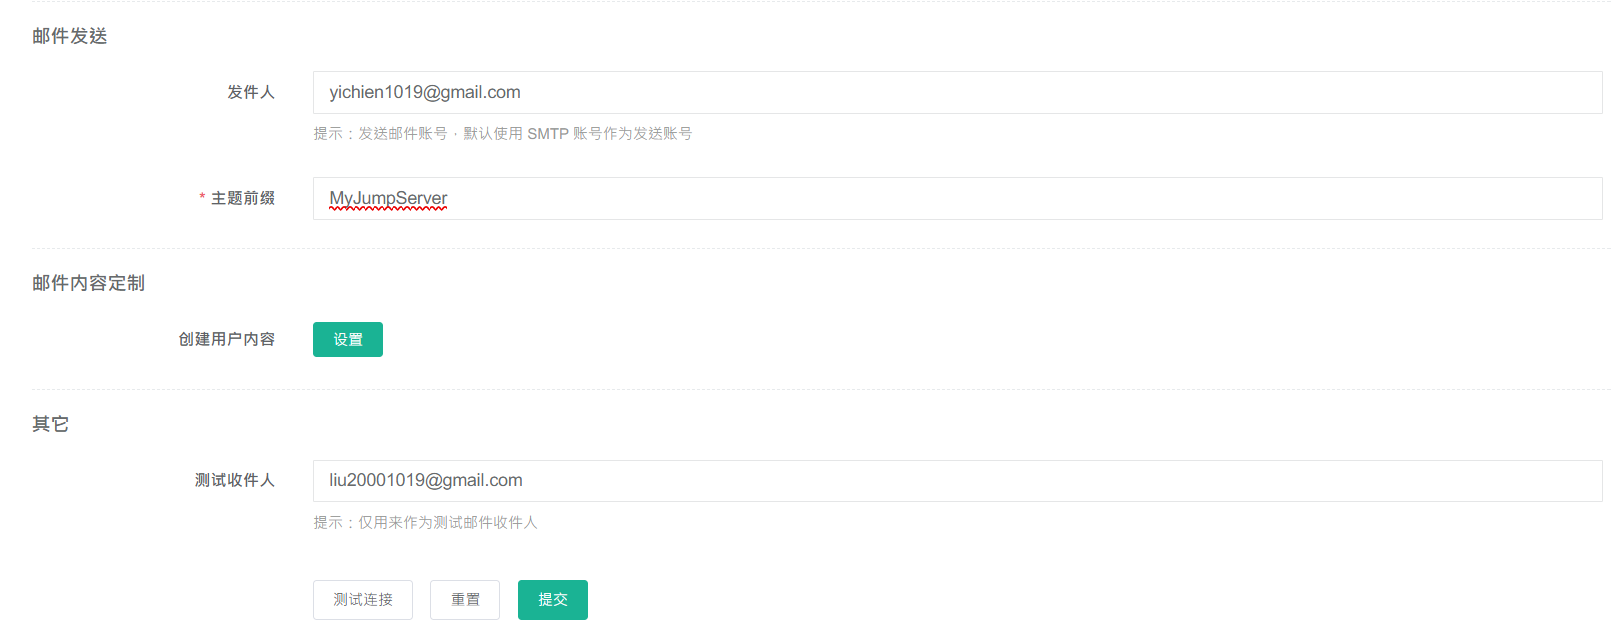 邮件发送
发件人
yichien1019@gmail.com
提示：发送邮件账号，默认使用 SMTP 账号作为发送账号
* 主题前缀
MyJumpServer
邮件内容定制
创建用户内容
设置
其它
测试收件人
liu20001019@gmail.com
提示：仅用来作为测试邮件收件人
测试连接 重置 提交